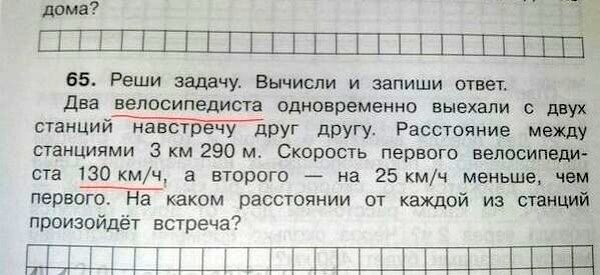 дома?
65. Реши задачу. Вычисли и запиши ответ.
Два велосипедиста одновременно выехали с двух
станций навстречу друг другу. Расстояние между
станциями 3 км 290 м. Скорость первого велосипеди-
ста 130 км/ч, а второго — на 25 км/ч меньше, чем
первого. На каком расстоянии от каждой из станций
произойдёт встреча?